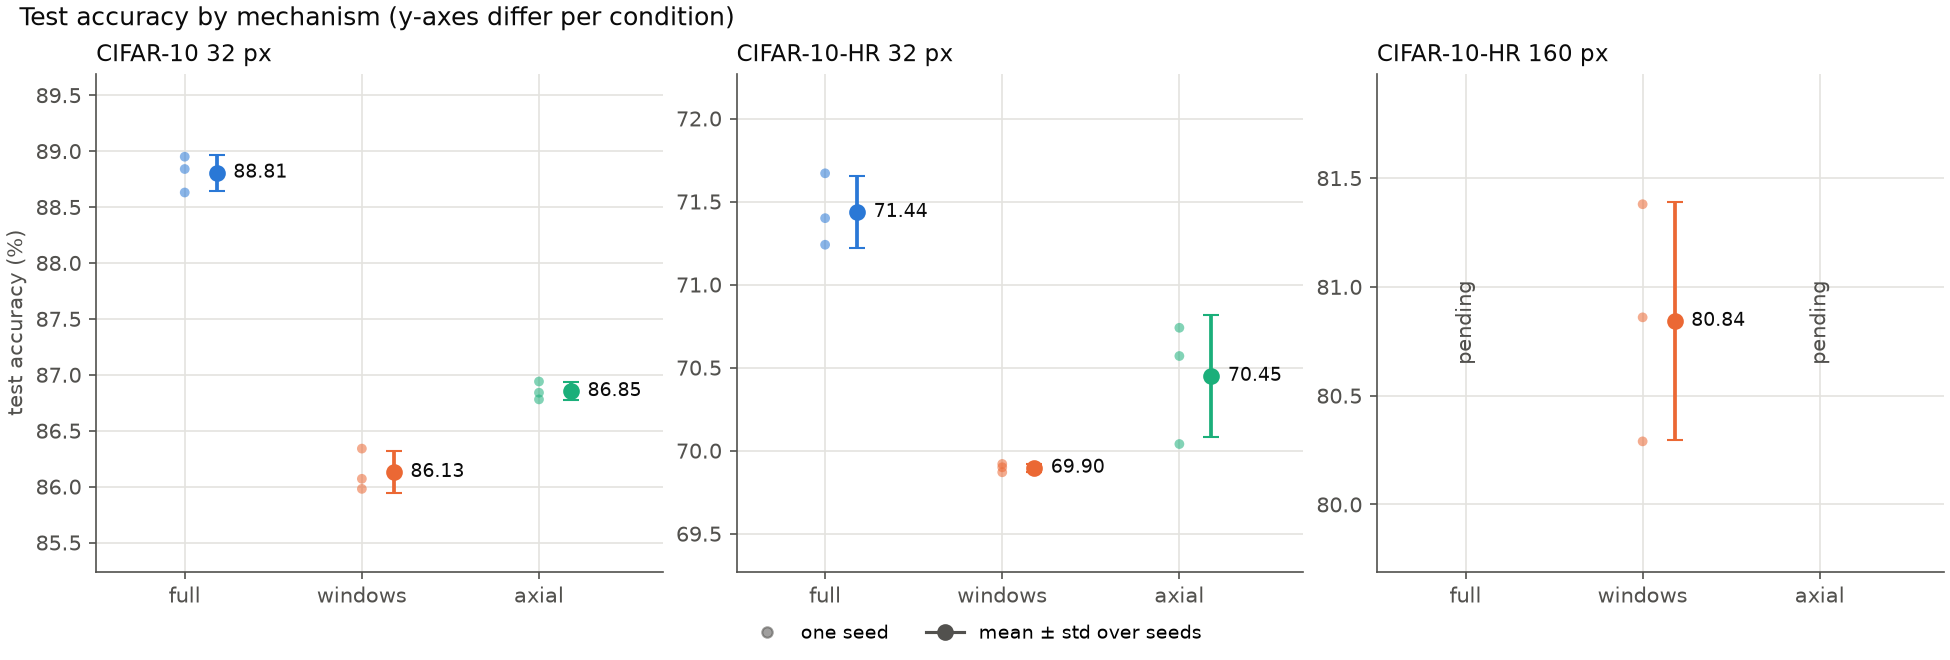 Test accuracy by mechanism (y-axes differ per condition)
CIFAR-10 32 px
test accuracy (%)
89.5
89.0
88.5
88.0
87.5
87.0
86.5
86.0
85.5
88.81
86.13
86.85
full
windows
axial
CIFAR-10-HR 32 px
72.0
71.5
71.0
70.5
70.0
69.5
71.44
69.90
70.45
full
windows
axial
CIFAR-10-HR 160 px
81.5
81.0
80.5
80.0
pending
80.84
pending
full
windows
axial
one seed
mean ± std over seeds